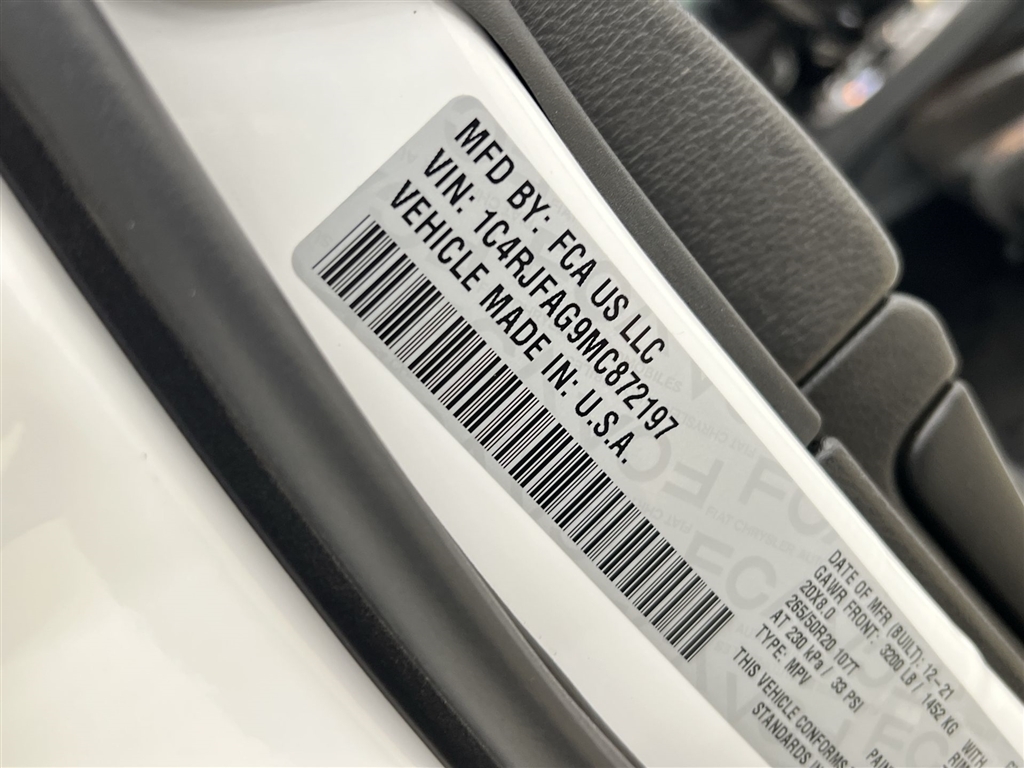 MFD BY: FCA US LLC
VIN: 1C4RJFAG9MC872197
VEHICLE MADE IN: U.S.A.
DATE OF MFR (BUILT): 12-21
GAWR FRONT: 3200 LB / 1452 KG WITH
20X8.0
265/50R20 107T
AT 230 kPa / 33 PSI
TYPE: MPV
THIS VEHICLE CONFORMS
STANDARDS IN